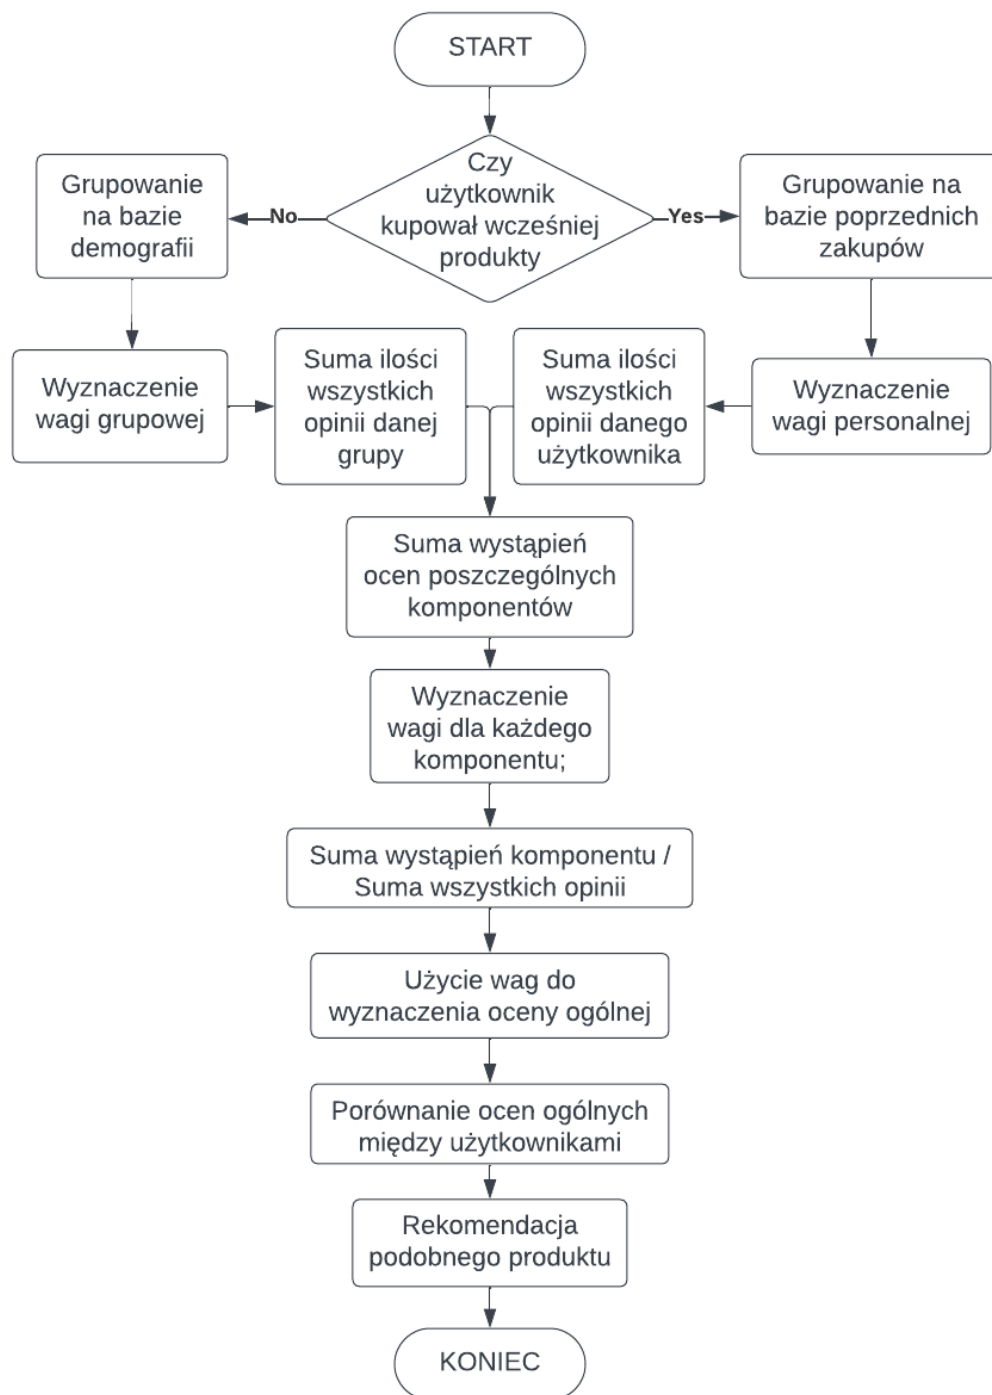 START
Czy
użytkownik
kupował wcześniej
produkty
No
Yes
Grupowanie
na bazie
demografii
Grupowanie na
bazie poprzednich
zakupów
Wyznaczenie
wagi grupowej
Suma ilości
wszystkich
opinii danej
grupy
Suma ilości
wszystkich
opinii danego
użytkownika
Wyznaczenie
wagi personalnej
Suma wystąpień
ocen poszczególnych
komponentów
Wyznaczenie
wagi dla każdego
komponentu;
Suma wystąpień komponentu /
Suma wszystkich opinii
Użycie wag do
wyznaczenia oceny ogólnej
Porównanie ocen ogólnych
między użytkownikami
Rekomendacja
podobnego produktu
KONIEC